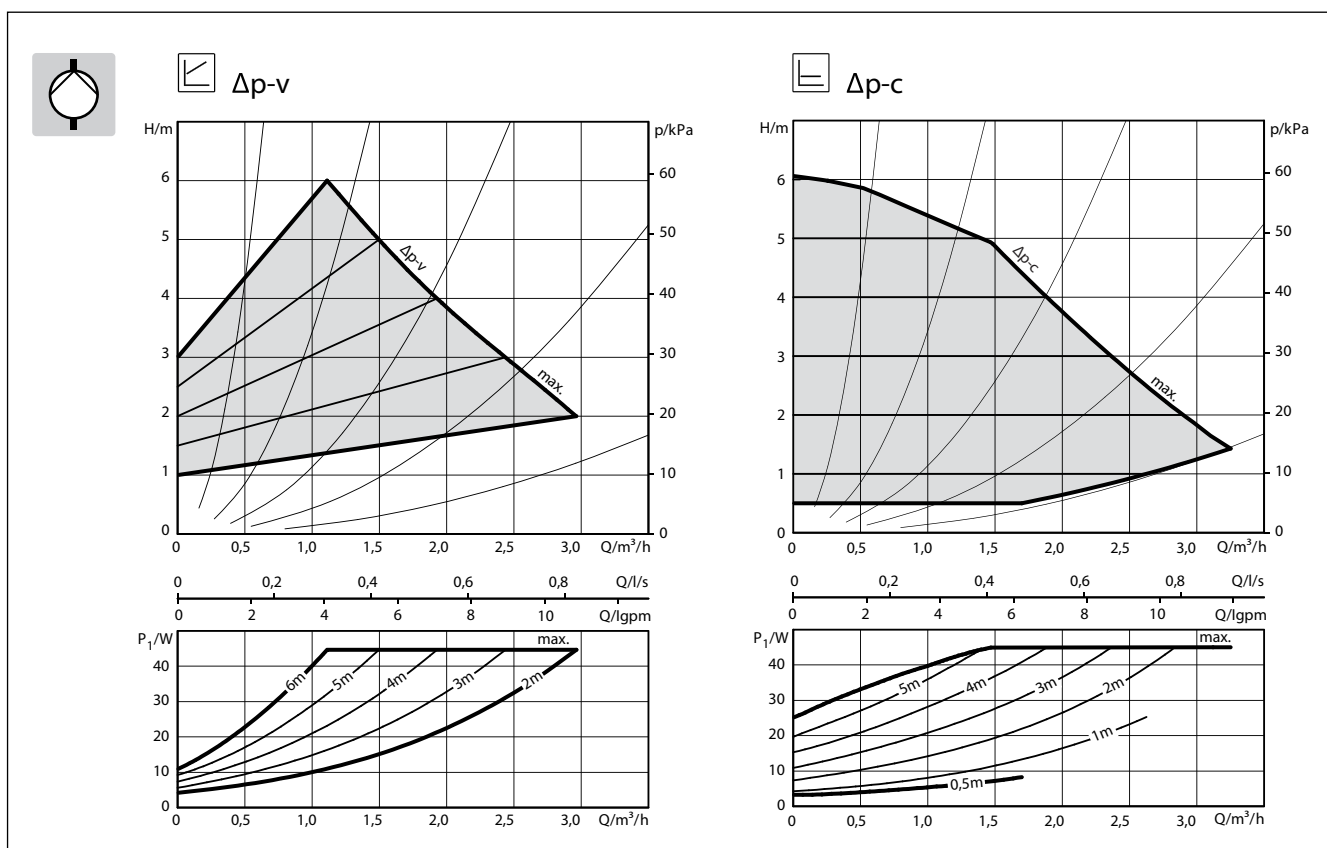 Δp-v
H/m
p/kPa
6
5
4
3
2
1
0
60
50
40
30
20
10
0
Δp-v
max.
0 0,5 1,0 1,5 2,0 2,5 3,0 Q/m³/h
0 0,2 0,4 0,6 0,8 Q/l/s
0 2 4 6 8 10 Q/Igpm
P₁/W
max.
40
30
20
10
0
6m 5m 4m 3m 2m
0 0,5 1,0 1,5 2,0 2,5 3,0 Q/m³/h
Δp-c
H/m
p/kPa
6
5
4
3
2
1
0
60
50
40
30
20
10
0
Δp-c
max.
0 0,5 1,0 1,5 2,0 2,5 3,0 Q/m³/h
0 0,2 0,4 0,6 0,8 Q/l/s
0 2 4 6 8 10 Q/Igpm
P₁/W
max.
40
30
20
10
0
5m 4m 3m 2m
1m
0,5m
0 0,5 1,0 1,5 2,0 2,5 3,0 Q/m³/h